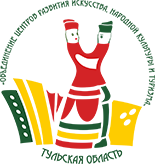 «ОБЪЕДИНЕНИЕ ЦЕНТРОВ РАЗВИТИЯ ИСКУССТВА, НАРОДНОЙ КУЛЬТУРЫ И ТУРИЗМА»
ТУЛЬСКАЯ ОБЛАСТЬ